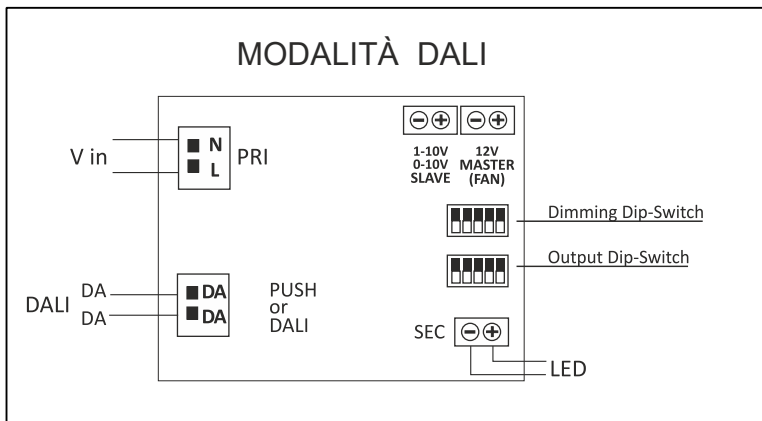 MODALITÀ DALI
1-10V
0-10V
SLAVE
12V
MASTER
(FAN)
V in
N
L
PRI
Dimming Dip-Switch
Output Dip-Switch
DALI
DA
DA
DA
DA
PUSH
or
DALI
SEC
LED